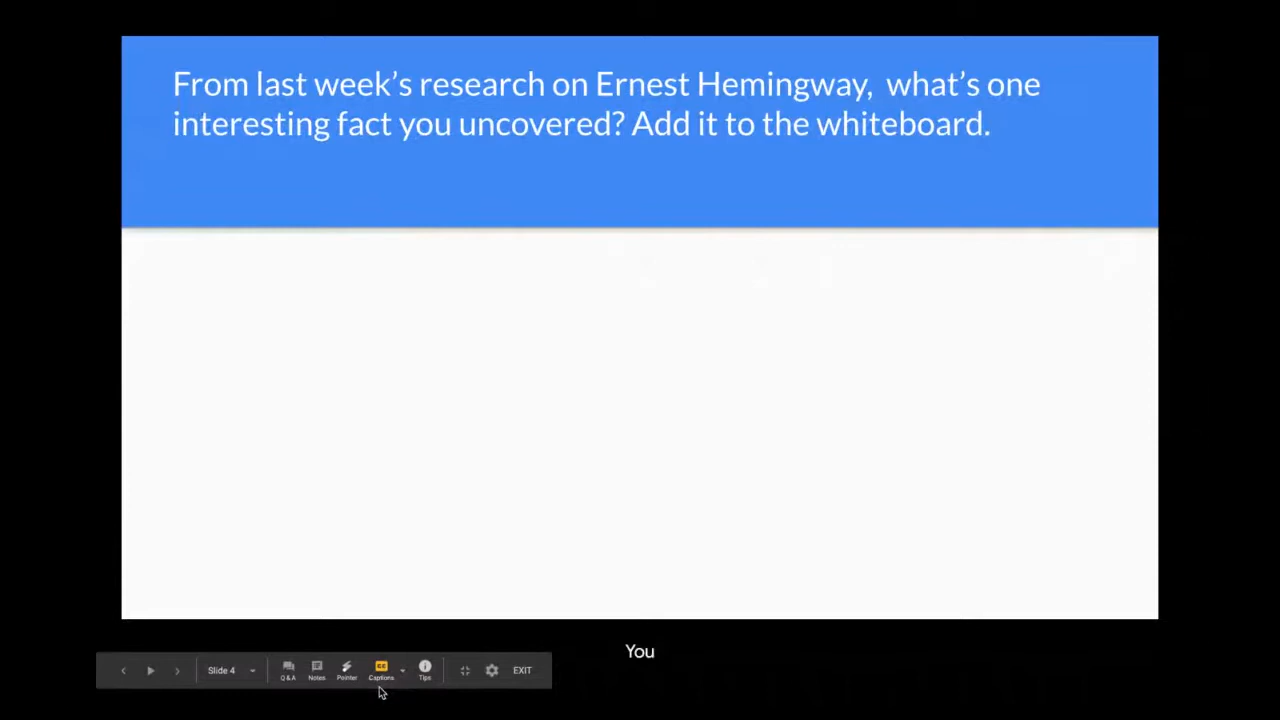 From last week’s research on Ernest Hemingway,  what’s one
interesting fact you uncovered? Add it to the whiteboard.
You
Slide 4
Q&A Notes Pointer CC Captions Tips EXIT